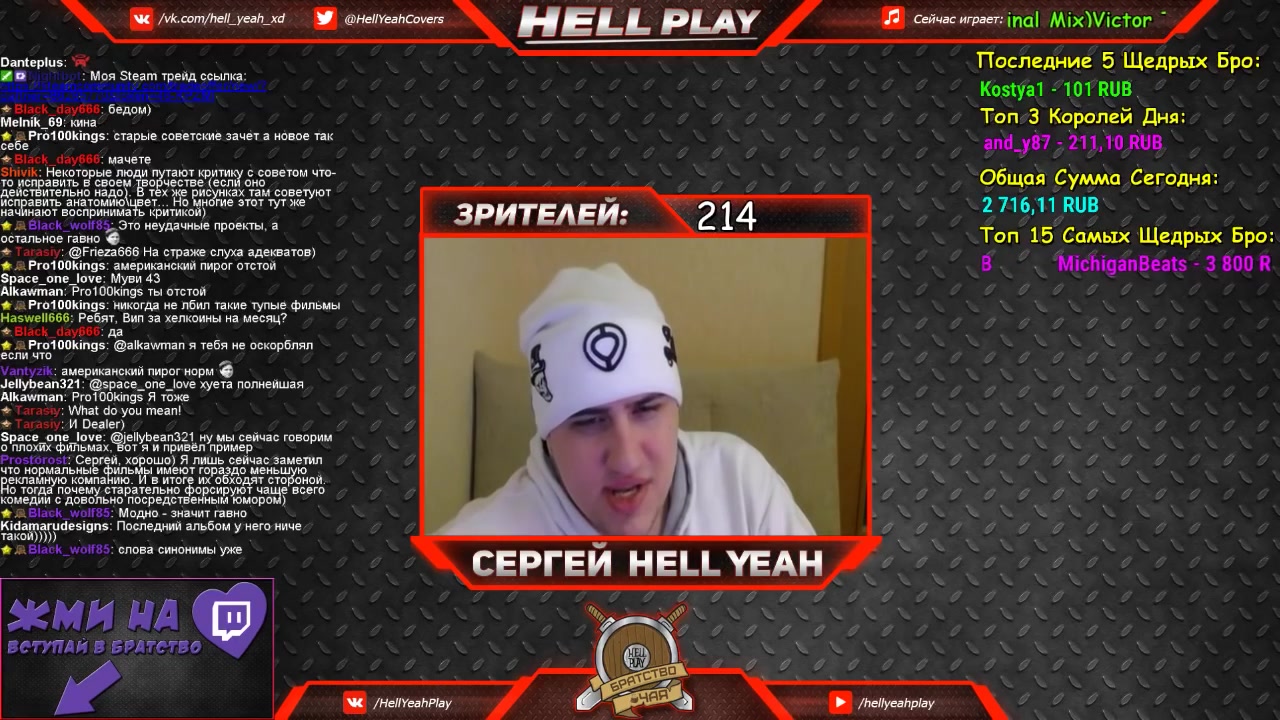 /vk.com/hell_yeah_xd
@HellYeahCovers
HELL PLAY
Сейчас играет: inal Mix)Victor
Danteplus:
Nightbot: Моя Steam трейд ссылка:
Black_day666: бедом)
Melnik_69: кина
Pro100kings: старые советские зачет а новое так
себе
Black_day666: мачете
Shivik: Некоторые люди путают критику с советом что-
то исправить в своем творчестве (если оно
действительно надо). В тех же рисунках там советуют
исправить анатомию\цвет... Но многие этот тут же
начинают воспринимать критикой)
Black_wolf85: Это неудачные проекты, а
остальное гавно
Tarasiy: @Frieza666 На страже слуха адекватов)
Pro100kings: американский пирог отстой
Space_one_love: Муви 43
Alkawman: Pro100kings ты отстой
Pro100kings: никогда не лбил такие тупые фильмы
Haswell666: Ребят, Вип за хелкоины на месяц?
Black_day666: да
Pro100kings: @alkawman я тебя не оскорблял
если что
Vantyzik: американский пирог норм
Jellybean321: @space_one_love хуета полнейшая
Alkawman: Pro100kings Я тоже
Tarasiy: What do you mean!
Tarasiy: И Dealer)
Space_one_love: @jellybean321 ну мы сейчас говорим
о плохих фильмах, вот я и привёл пример
Prostorost: Сергей, хорошо) Я лишь сейчас заметил
что нормальные фильмы имеют гораздо меньшую
рекламную компанию. И в итоге их обходят стороной.
Но тогда почему старательно форсируют чаще всего
комедии с довольно посредственным юмором)
Black_wolf85: Модно - значит гавно
Kidamarudesigns: Последний альбом у него ниче
такой)))))
Black_wolf85: слова синонимы уже
ЖМИ НА
ВСТУПАЙ В БРАТСТВО
ЗРИТЕЛЕЙ: 214
СЕРГЕЙ HELL YEAH
HELL
PLAY
БРАТСТВО
ЧАЯ
/HellYeahPlay
/hellyeahplay
Последние 5 Щедрых Бро:
Kostya1 - 101 RUB
Топ 3 Королей Дня:
and_y87 - 211,10 RUB
Общая Сумма Сегодня:
2 716,11 RUB
Топ 15 Самых Щедрых Бро:
B MichiganBeats - 3 800 R